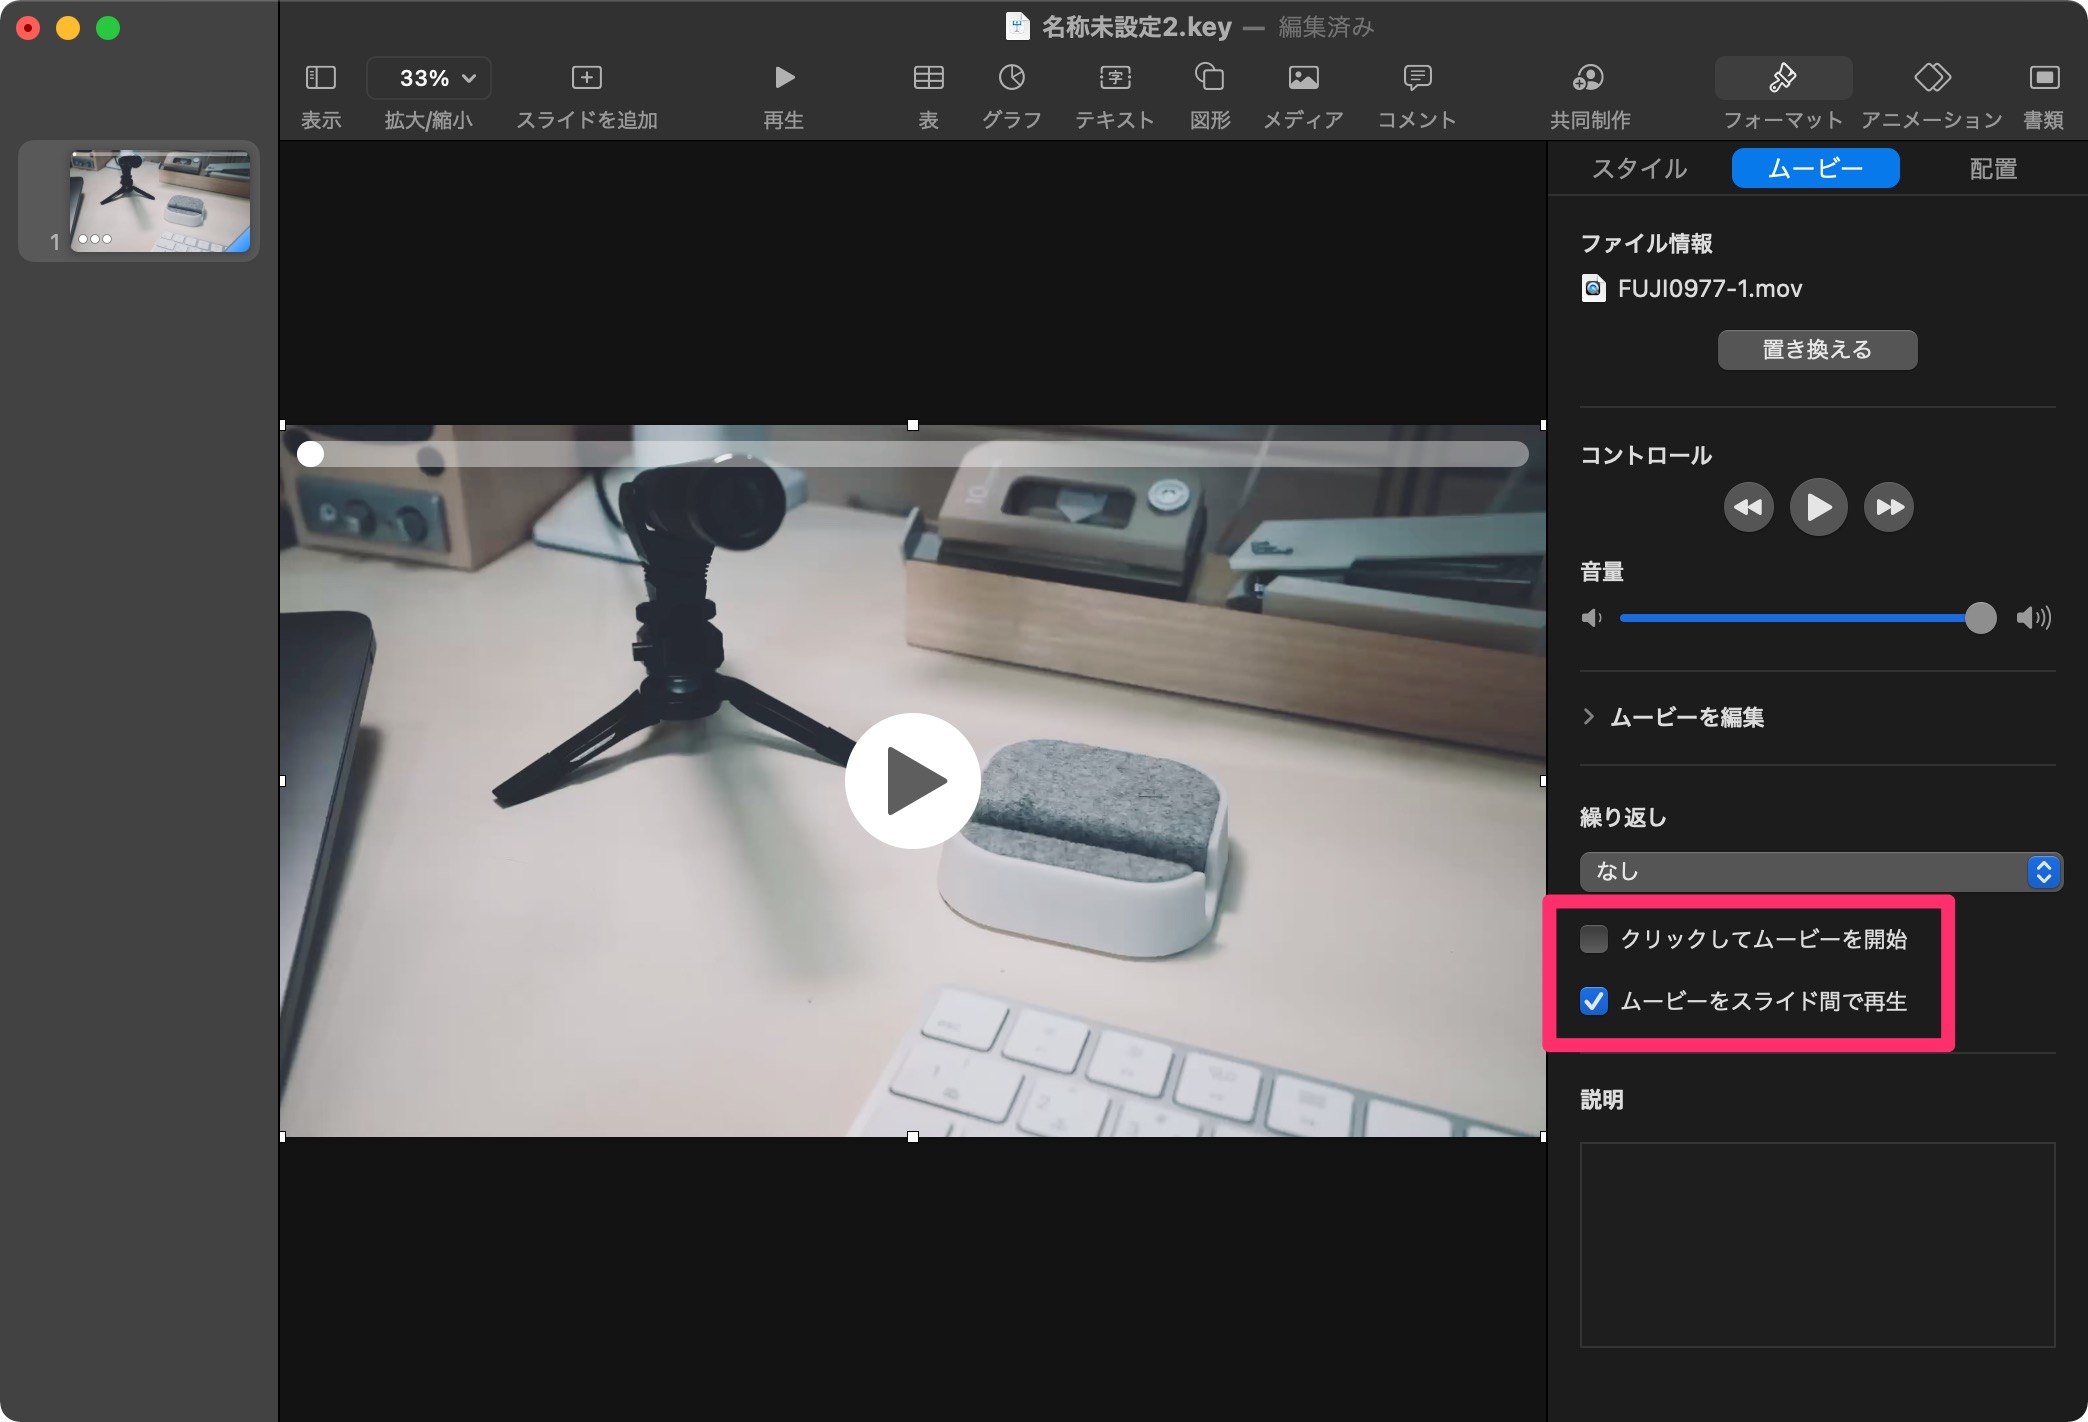 名称未設定2.key — 編集済み
33%
表示
拡大/縮小
スライドを追加
再生
表
グラフ
テキスト
図形
メディア
コメント
共同制作
フォーマット
アニメーション
書類
1
スタイル
ムービー
配置
ファイル情報
FUJI0977-1.mov
置き換える
コントロール
音量
ムービーを編集
繰り返し
なし
クリックしてムービーを開始
ムービーをスライド間で再生
説明